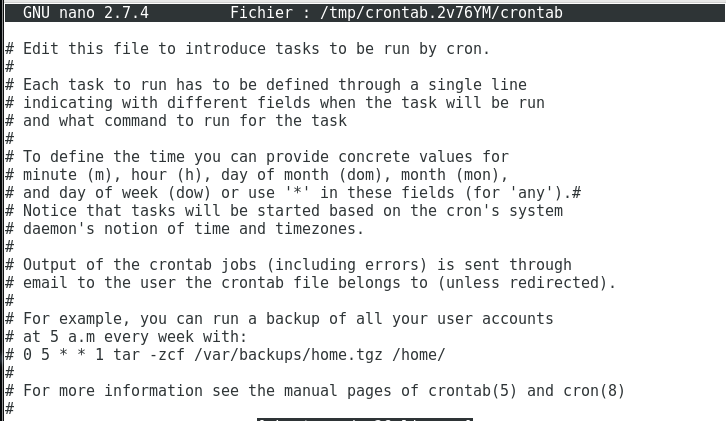 GNU nano 2.7.4 Fichier : /tmp/crontab.2v76YM/crontab
# Edit this file to introduce tasks to be run by cron.
#
# Each task to run has to be defined through a single line
# indicating with different fields when the task will be run
# and what command to run for the task
#
# To define the time you can provide concrete values for
# minute (m), hour (h), day of month (dom), month (mon),
# and day of week (dow) or use '*' in these fields (for 'any').#
# Notice that tasks will be started based on the cron's system
# daemon's notion of time and timezones.
#
# Output of the crontab jobs (including errors) is sent through
# email to the user the crontab file belongs to (unless redirected).
#
# For example, you can run a backup of all your user accounts
# at 5 a.m every week with:
# 0 5 * * 1 tar -zcf /var/backups/home.tgz /home/
#
# For more information see the manual pages of crontab(5) and cron(8)
#